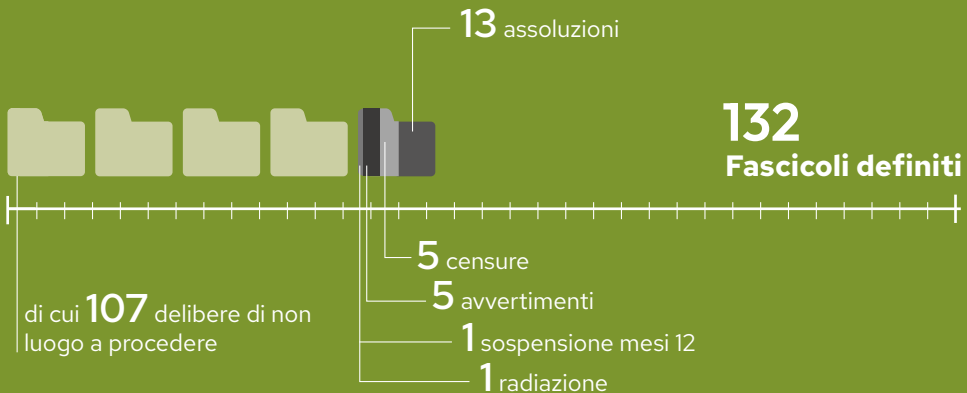 13 assoluzioni
132
Fascicoli definiti
5 censure
5 avvertimenti
di cui 107 delibere di non
luogo a procedere
1 sospensione mesi 12
1 radiazione